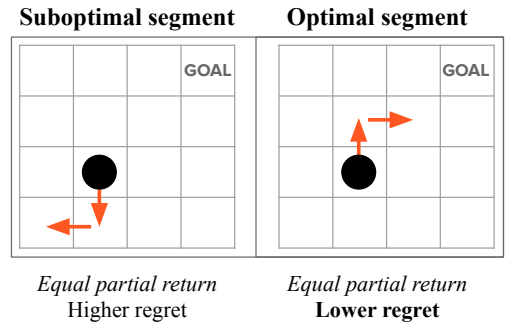 Suboptimal segment
Optimal segment
GOAL
GOAL
Equal partial return
Higher regret
Equal partial return
Lower regret